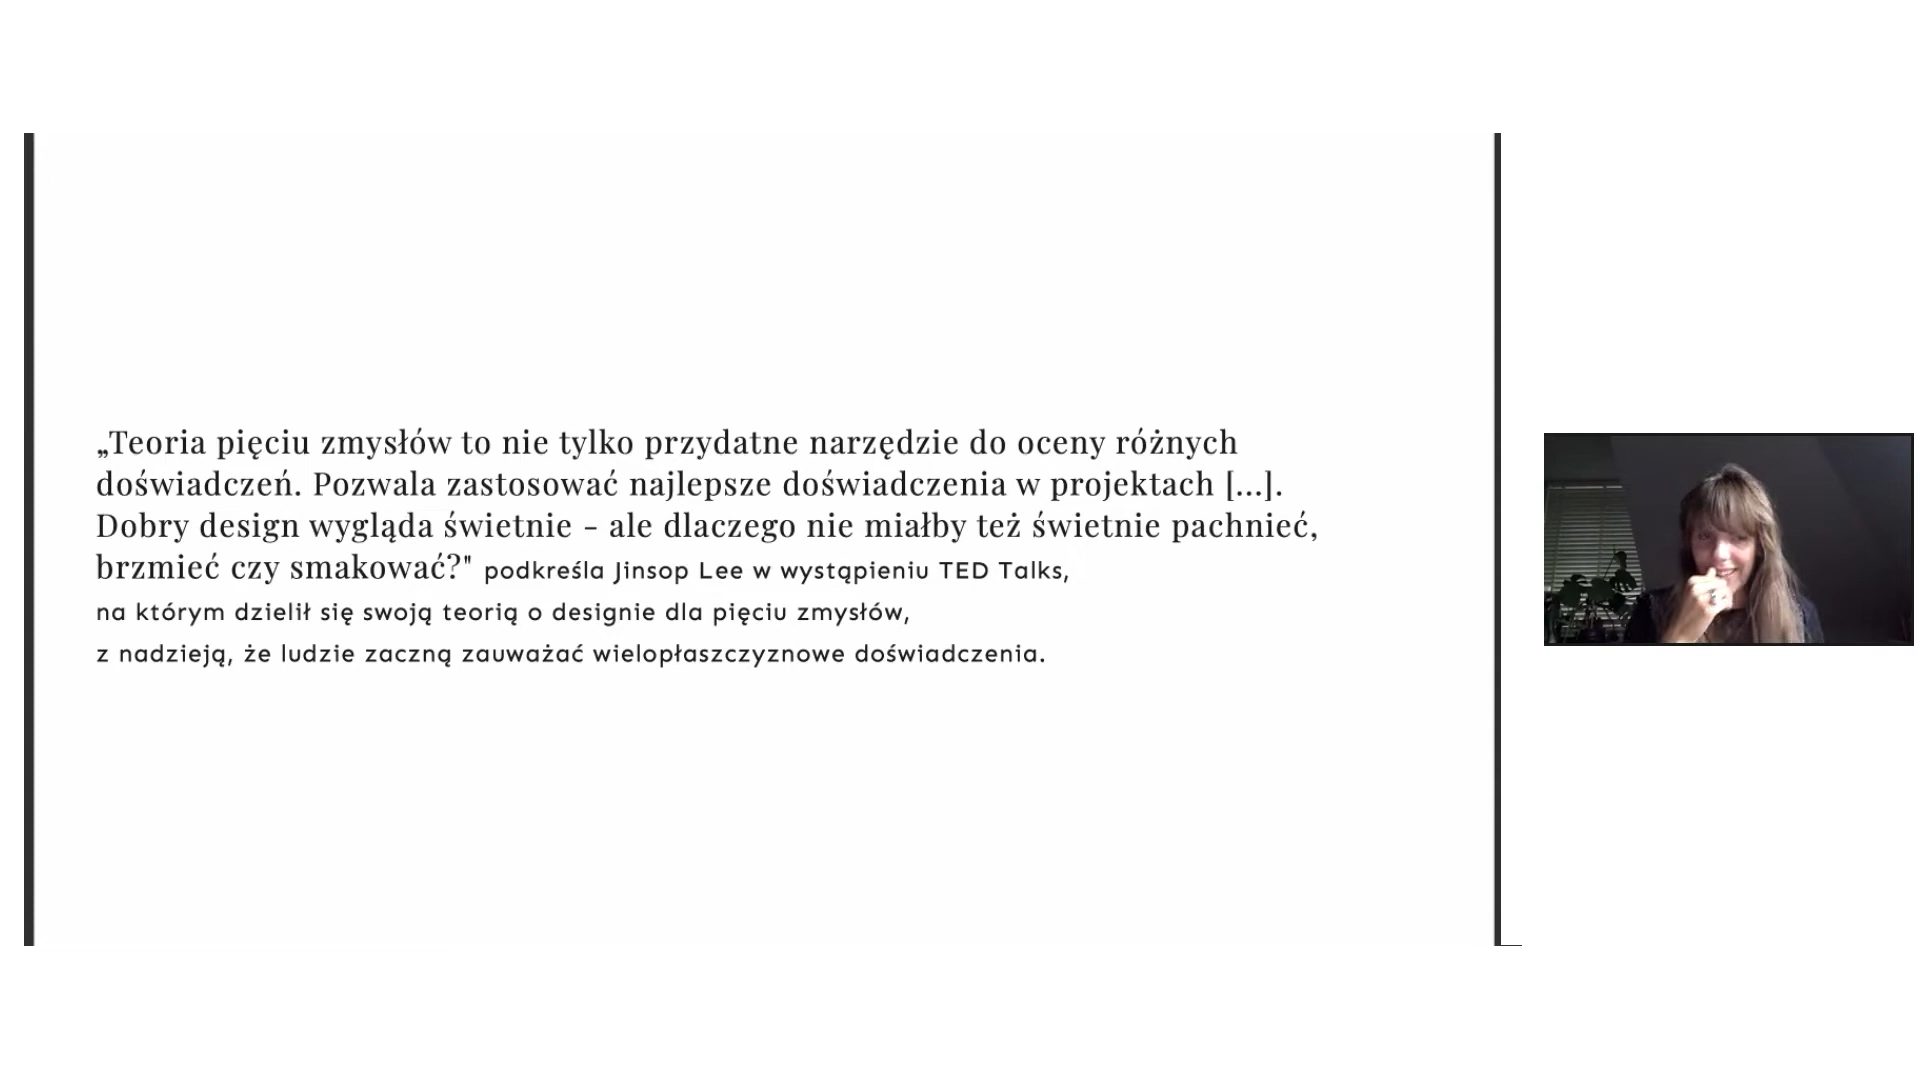 „Teoria pięciu zmysłów to nie tylko przydatne narzędzie do oceny różnych
doświadczeń. Pozwala zastosować najlepsze doświadczenia w projektach [...].
Dobry design wygląda świetnie - ale dlaczego nie miałby też świetnie pachnieć,
brzmieć czy smakować?" podkreśla Jinsop Lee w wystąpieniu TED Talks,
na którym dzielił się swoją teorią o designie dla pięciu zmysłów,
z nadzieją, że ludzie zaczną zauważać wielopłaszczyznowe doświadczenia.